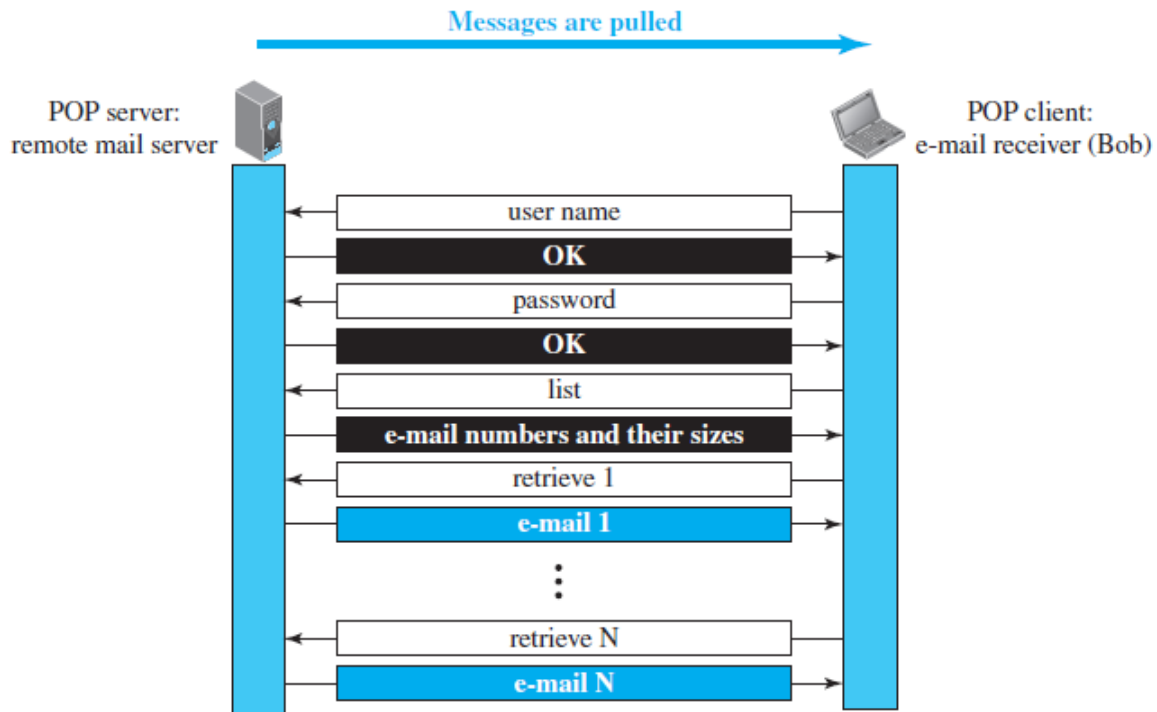 Messages are pulled
POP server:
remote mail server
POP client:
e-mail receiver (Bob)
user name
OK
password
OK
list
e-mail numbers and their sizes
retrieve 1
e-mail 1
retrieve N
e-mail N